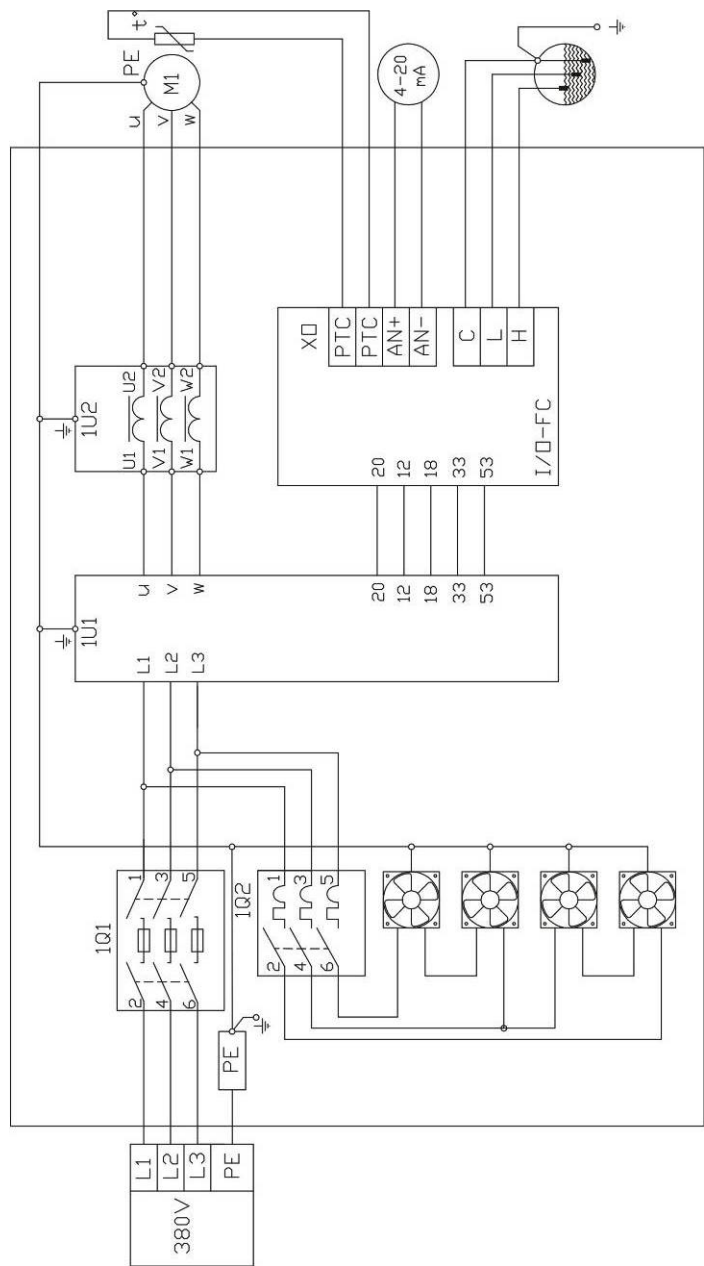 380V
L1
L2
L3
PE
PE
1Q1
2
4
6
1
3
5
1Q2
2
4
6
1
3
5
1U1
L1
L2
L3
u
v
w
20
12
18
33
53
1U2
U1
V1
W1
U2
V2
W2
20
12
18
33
53
I/O-FC
XO
PTC
PTC
AN+
AN-
C
L
H
u
v
w
PE
M1
t°
4-20
mA